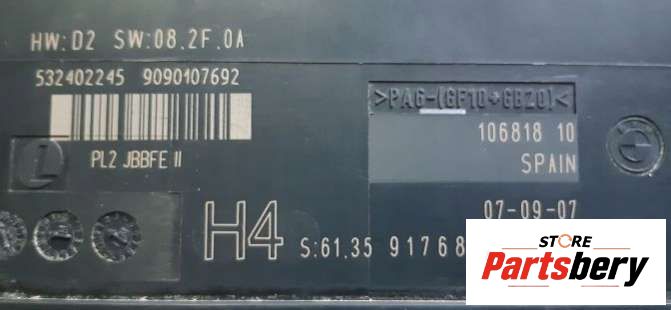 HW:D2 SW:08.2F.0A
532402245 9090107692
PL2 JBBFE II
>PA6-(GF10+GB20)<
106818 10
SPAIN
07-09-07
H4 S:61.35 91768
STORE
Partsbery